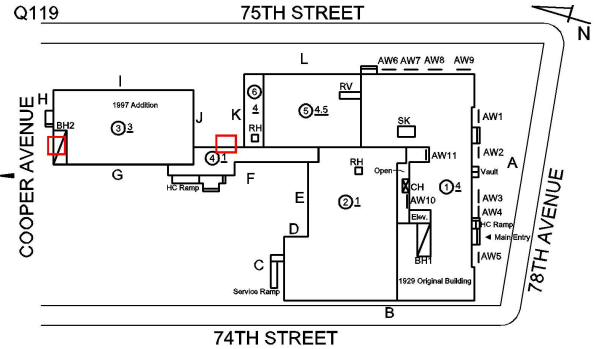 Q119
75TH STREET
N
L
AW6 AW7 AW8 AW9
I
H
1997 Addition
BH2
3 3
J
K
6
4
RH
5 4.5
RV
SK
AW1
AW2
A
AW11
Vault
G
4 1
HC Ramp
F
RH
Open
CH
AW10
1 4
AW3
AW4
HC Ramp
Main Entry
E
2 1
Elev.
D
BH1
AW5
C
Service Ramp
1929 Original Building
B
COOPER AVENUE
78TH AVENUE
74TH STREET